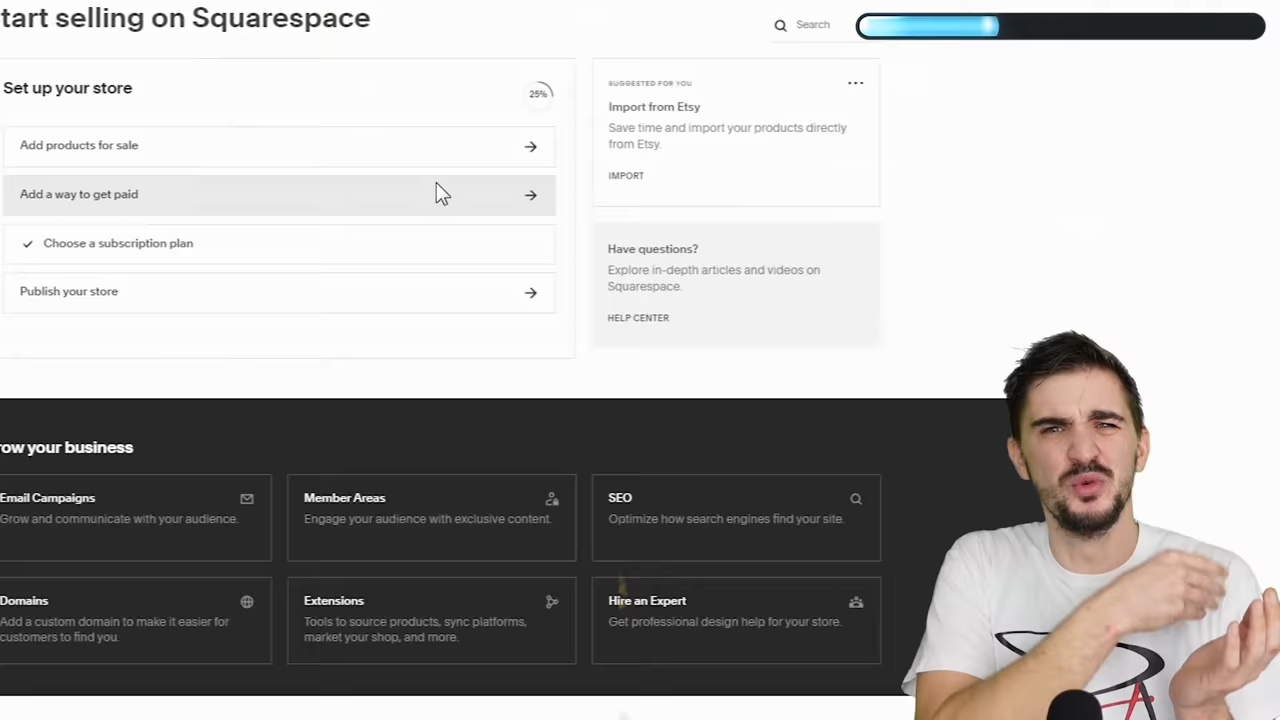 tart selling on Squarespace
Search
Set up your store
25%
Add products for sale
Add a way to get paid
Choose a subscription plan
Publish your store
SUGGESTED FOR YOU
Import from Etsy
Save time and import your products directly
from Etsy.
IMPORT
Have questions?
Explore in-depth articles and videos on
Squarespace.
HELP CENTER
row your business
Email Campaigns
Grow and communicate with your audience.
Member Areas
Engage your audience with exclusive content.
SEO
Optimize how search engines find your site.
Domains
Add a custom domain to make it easier for
customers to find you.
Extensions
Tools to source products, sync platforms,
market your shop, and more.
Hire an Expert
Get professional design help for your store.